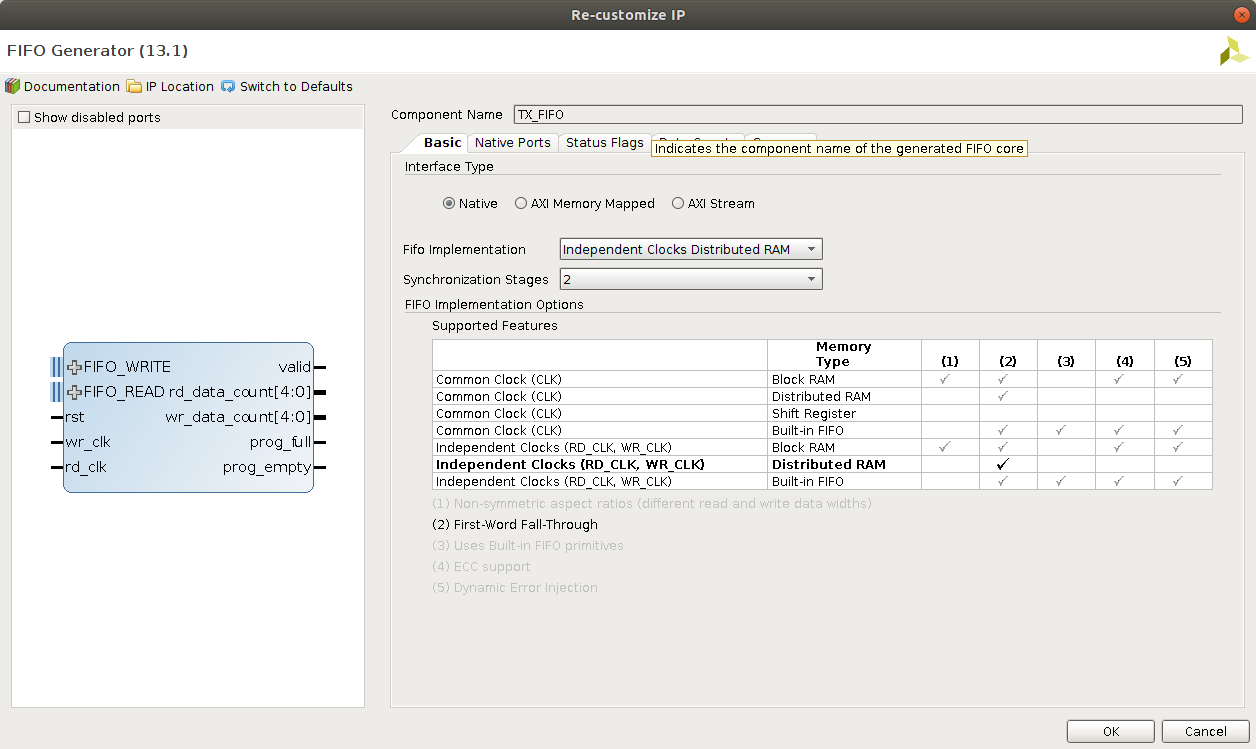 Re-customize IP
FIFO Generator (13.1)
Documentation IP Location Switch to Defaults
Show disabled ports
FIFO_WRITE valid
FIFO_READ rd_data_count[4:0]
rst wr_data_count[4:0]
wr_clk prog_full
rd_clk prog_empty
Component Name TX_FIFO
Basic Native Ports Status Flags
Indicates the component name of the generated FIFO core
Interface Type
Native AXI Memory Mapped AXI Stream
Fifo Implementation Independent Clocks Distributed RAM
Synchronization Stages 2
FIFO Implementation Options
Supported Features
Memory
Type (1) (2) (3) (4) (5)
Common Clock (CLK) Block RAM ✓ ✓ ✓ ✓
Common Clock (CLK) Distributed RAM ✓
Common Clock (CLK) Shift Register
Common Clock (CLK) Built-in FIFO ✓ ✓ ✓ ✓
Independent Clocks (RD_CLK, WR_CLK) Block RAM ✓ ✓ ✓ ✓
Independent Clocks (RD_CLK, WR_CLK) Distributed RAM ✓
Independent Clocks (RD_CLK, WR_CLK) Built-in FIFO ✓ ✓ ✓ ✓
(1) Non-symmetric aspect ratios (different read and write data widths)
(2) First-Word Fall-Through
(3) Uses Built-in FIFO primitives
(4) ECC support
(5) Dynamic Error Injection
OK Cancel